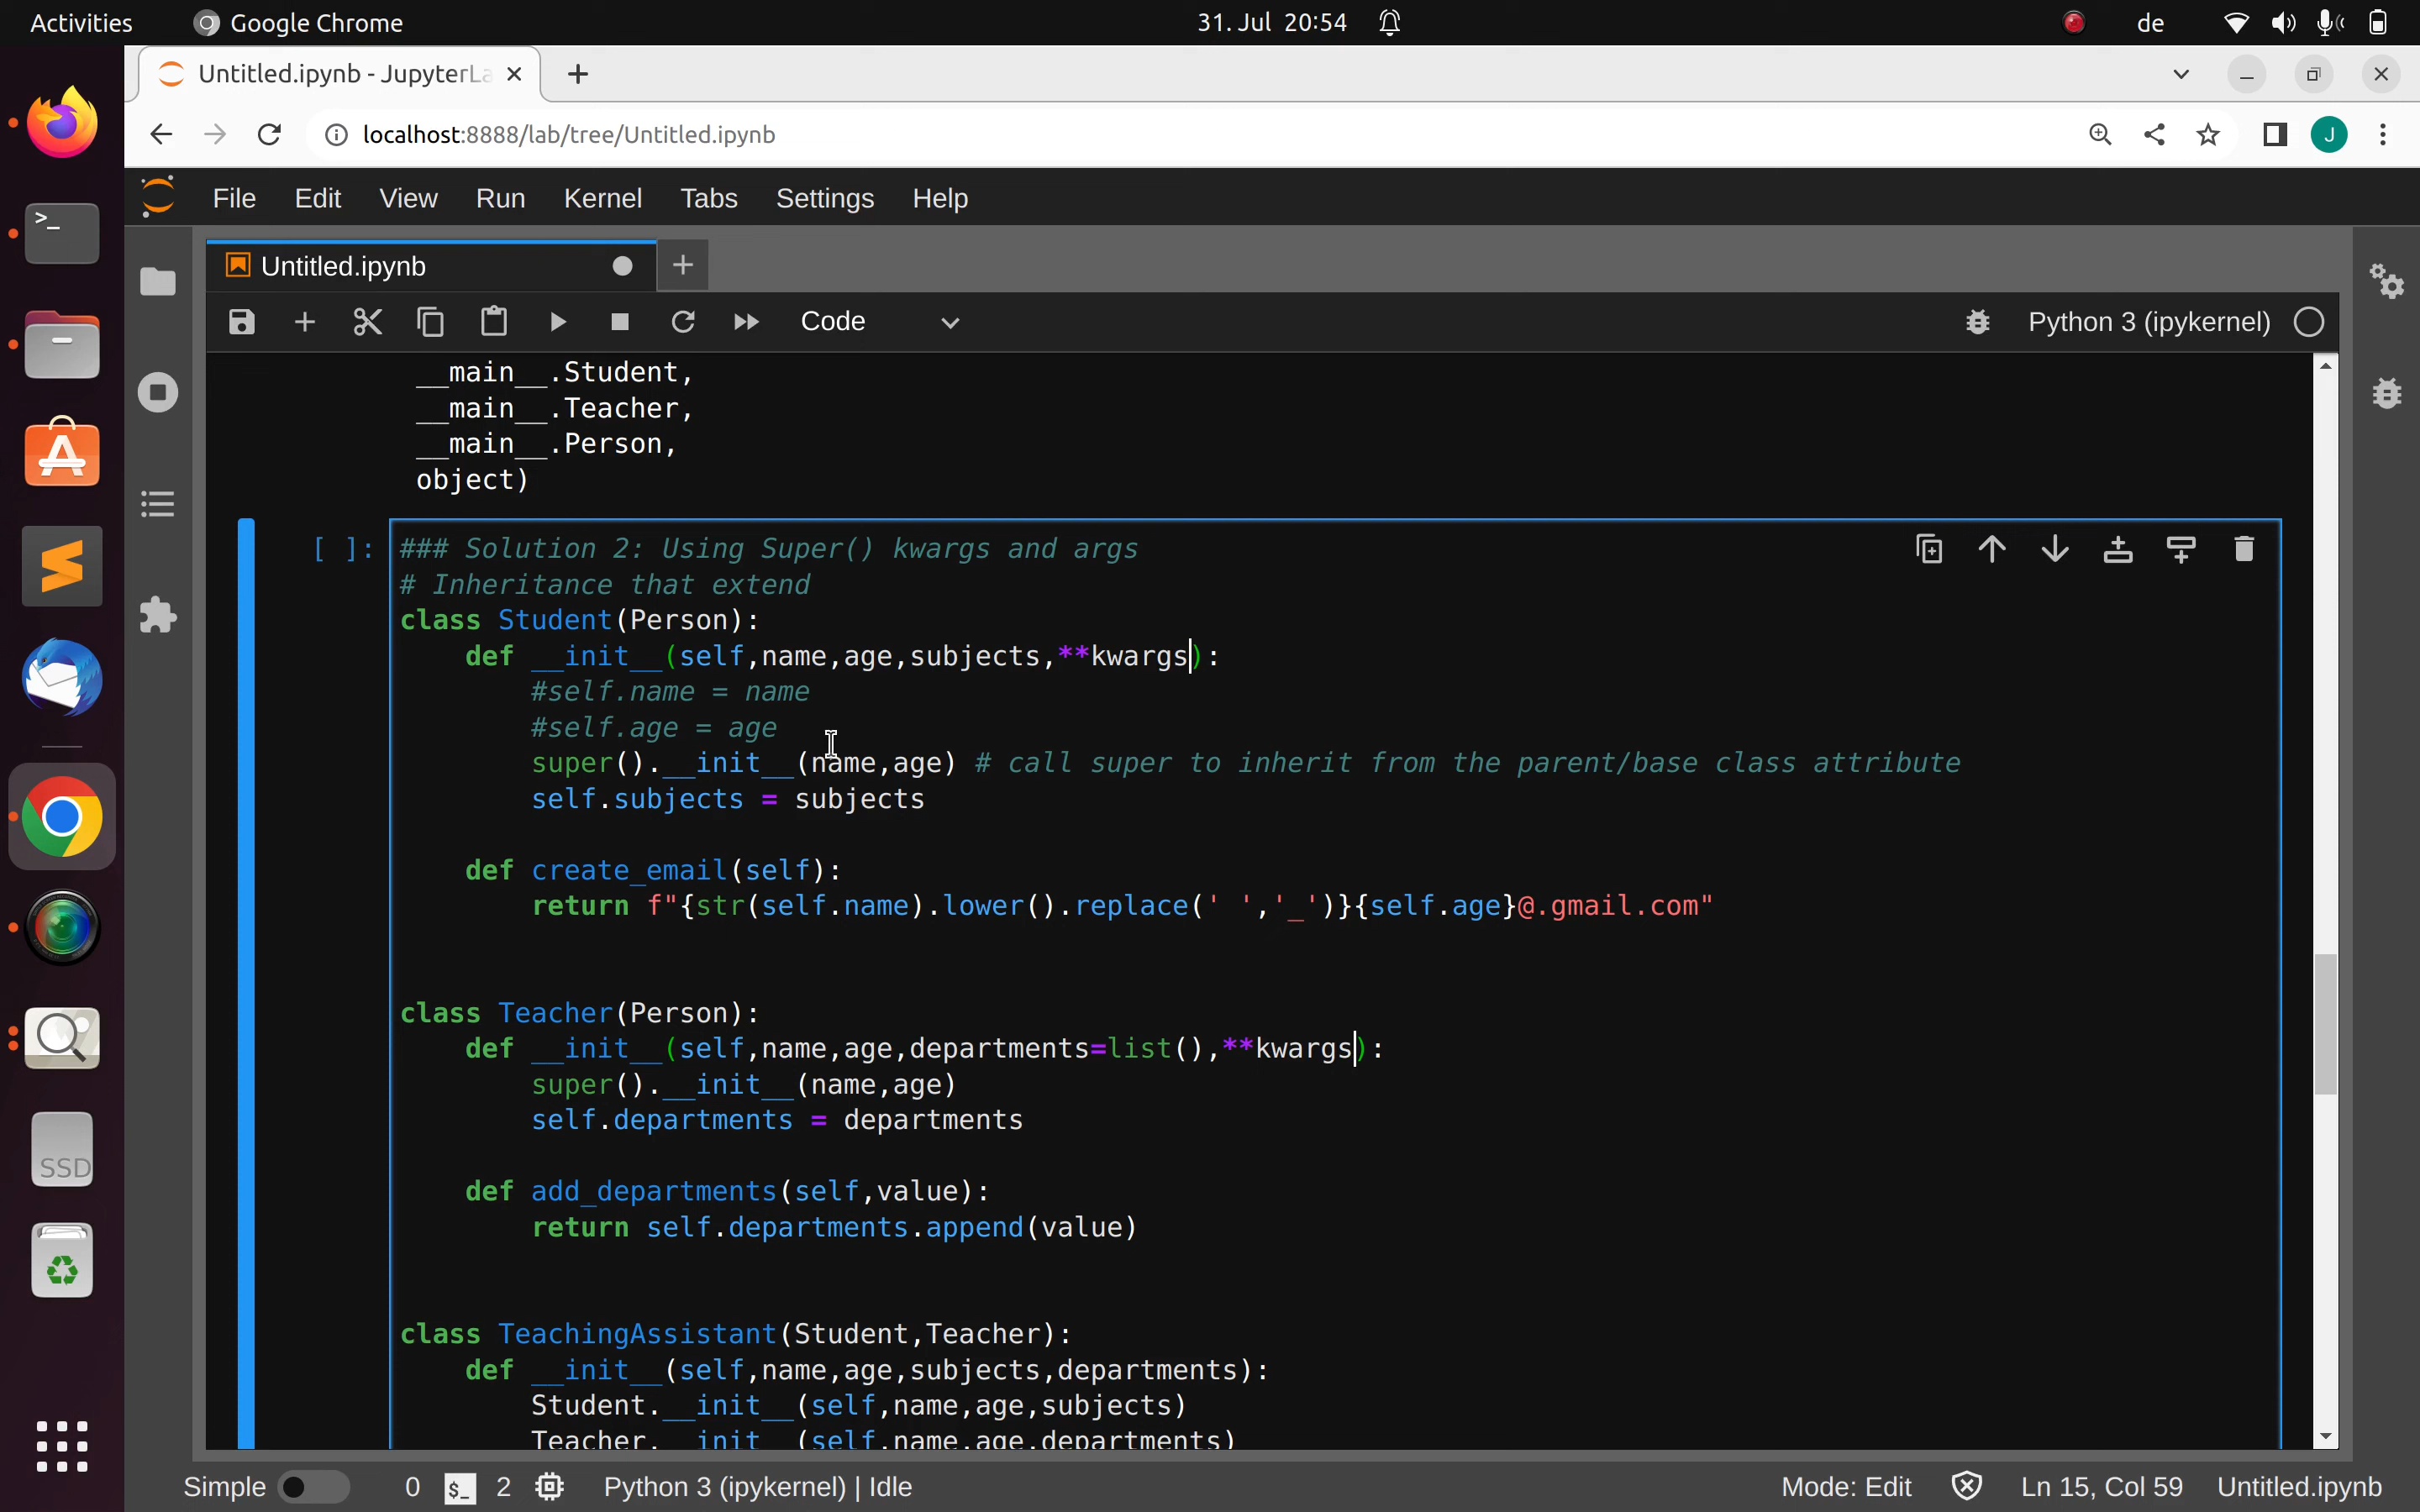 Activities
Google Chrome
31. Jul 20:54
de
Untitled.ipynb - JupyterLa
localhost:8888/lab/tree/Untitled.ipynb
J
File Edit View Run Kernel Tabs Settings Help
Untitled.ipynb
Code
Python 3 (ipykernel)
__main__.Student,
__main__.Teacher,
__main__.Person,
object)
[ ]:
### Solution 2: Using Super() kwargs and args
# Inheritance that extend
class Student(Person):
    def __init__(self,name,age,subjects,**kwargs):
        #self.name = name
        #self.age = age
        super().__init__(name,age) # call super to inherit from the parent/base class attribute
        self.subjects = subjects
    def create_email(self):
        return f"{str(self.name).lower().replace(' ','_')}{self.age}@.gmail.com"
class Teacher(Person):
    def __init__(self,name,age,departments=list(),**kwargs):
        super().__init__(name,age)
        self.departments = departments
    def add_departments(self,value):
        return self.departments.append(value)
class TeachingAssistant(Student,Teacher):
    def __init__(self,name,age,subjects,departments):
        Student.__init__(self,name,age,subjects)
        Teacher.__init__(self,name,age,departments)
SSD
Simple 0 $_ 2 Python 3 (ipykernel) | Idle
Mode: Edit Ln 15, Col 59 Untitled.ipynb